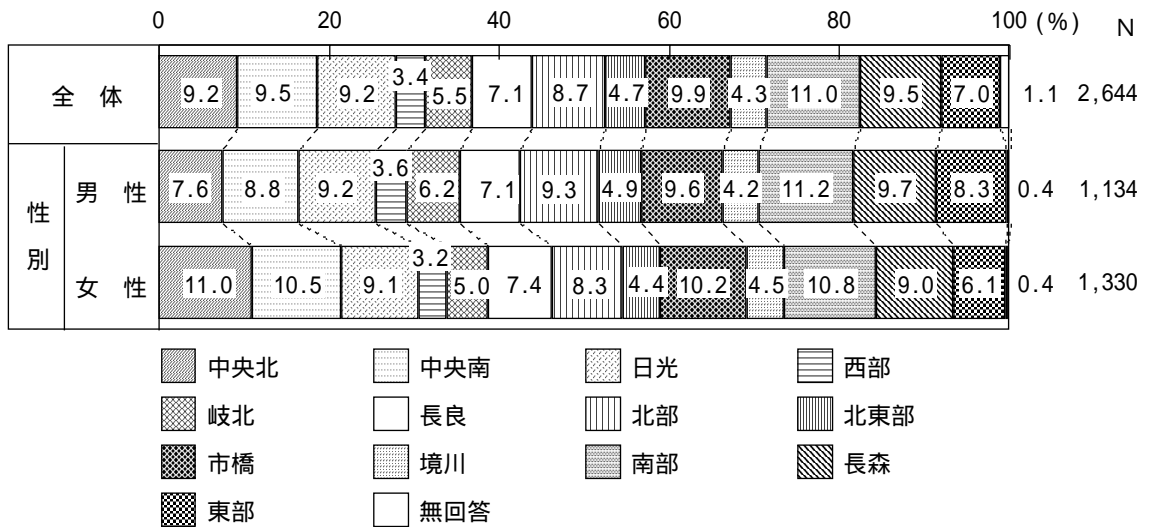 0 20 40 60 80 100 (%) N
全 体 9.2 9.5 9.2 3.4 5.5 7.1 8.7 4.7 9.9 4.3 11.0 9.5 7.0 1.1 2,644
性別
男 性 7.6 8.8 9.2 3.6 6.2 7.1 9.3 4.9 9.6 4.2 11.2 9.7 8.3 0.4 1,134
女 性 11.0 10.5 9.1 3.2 5.0 7.4 8.3 4.4 10.2 4.5 10.8 9.0 6.1 0.4 1,330
中央北 中央南 日光 西部
岐北 長良 北部 北東部
市橋 境川 南部 長森
東部 無回答